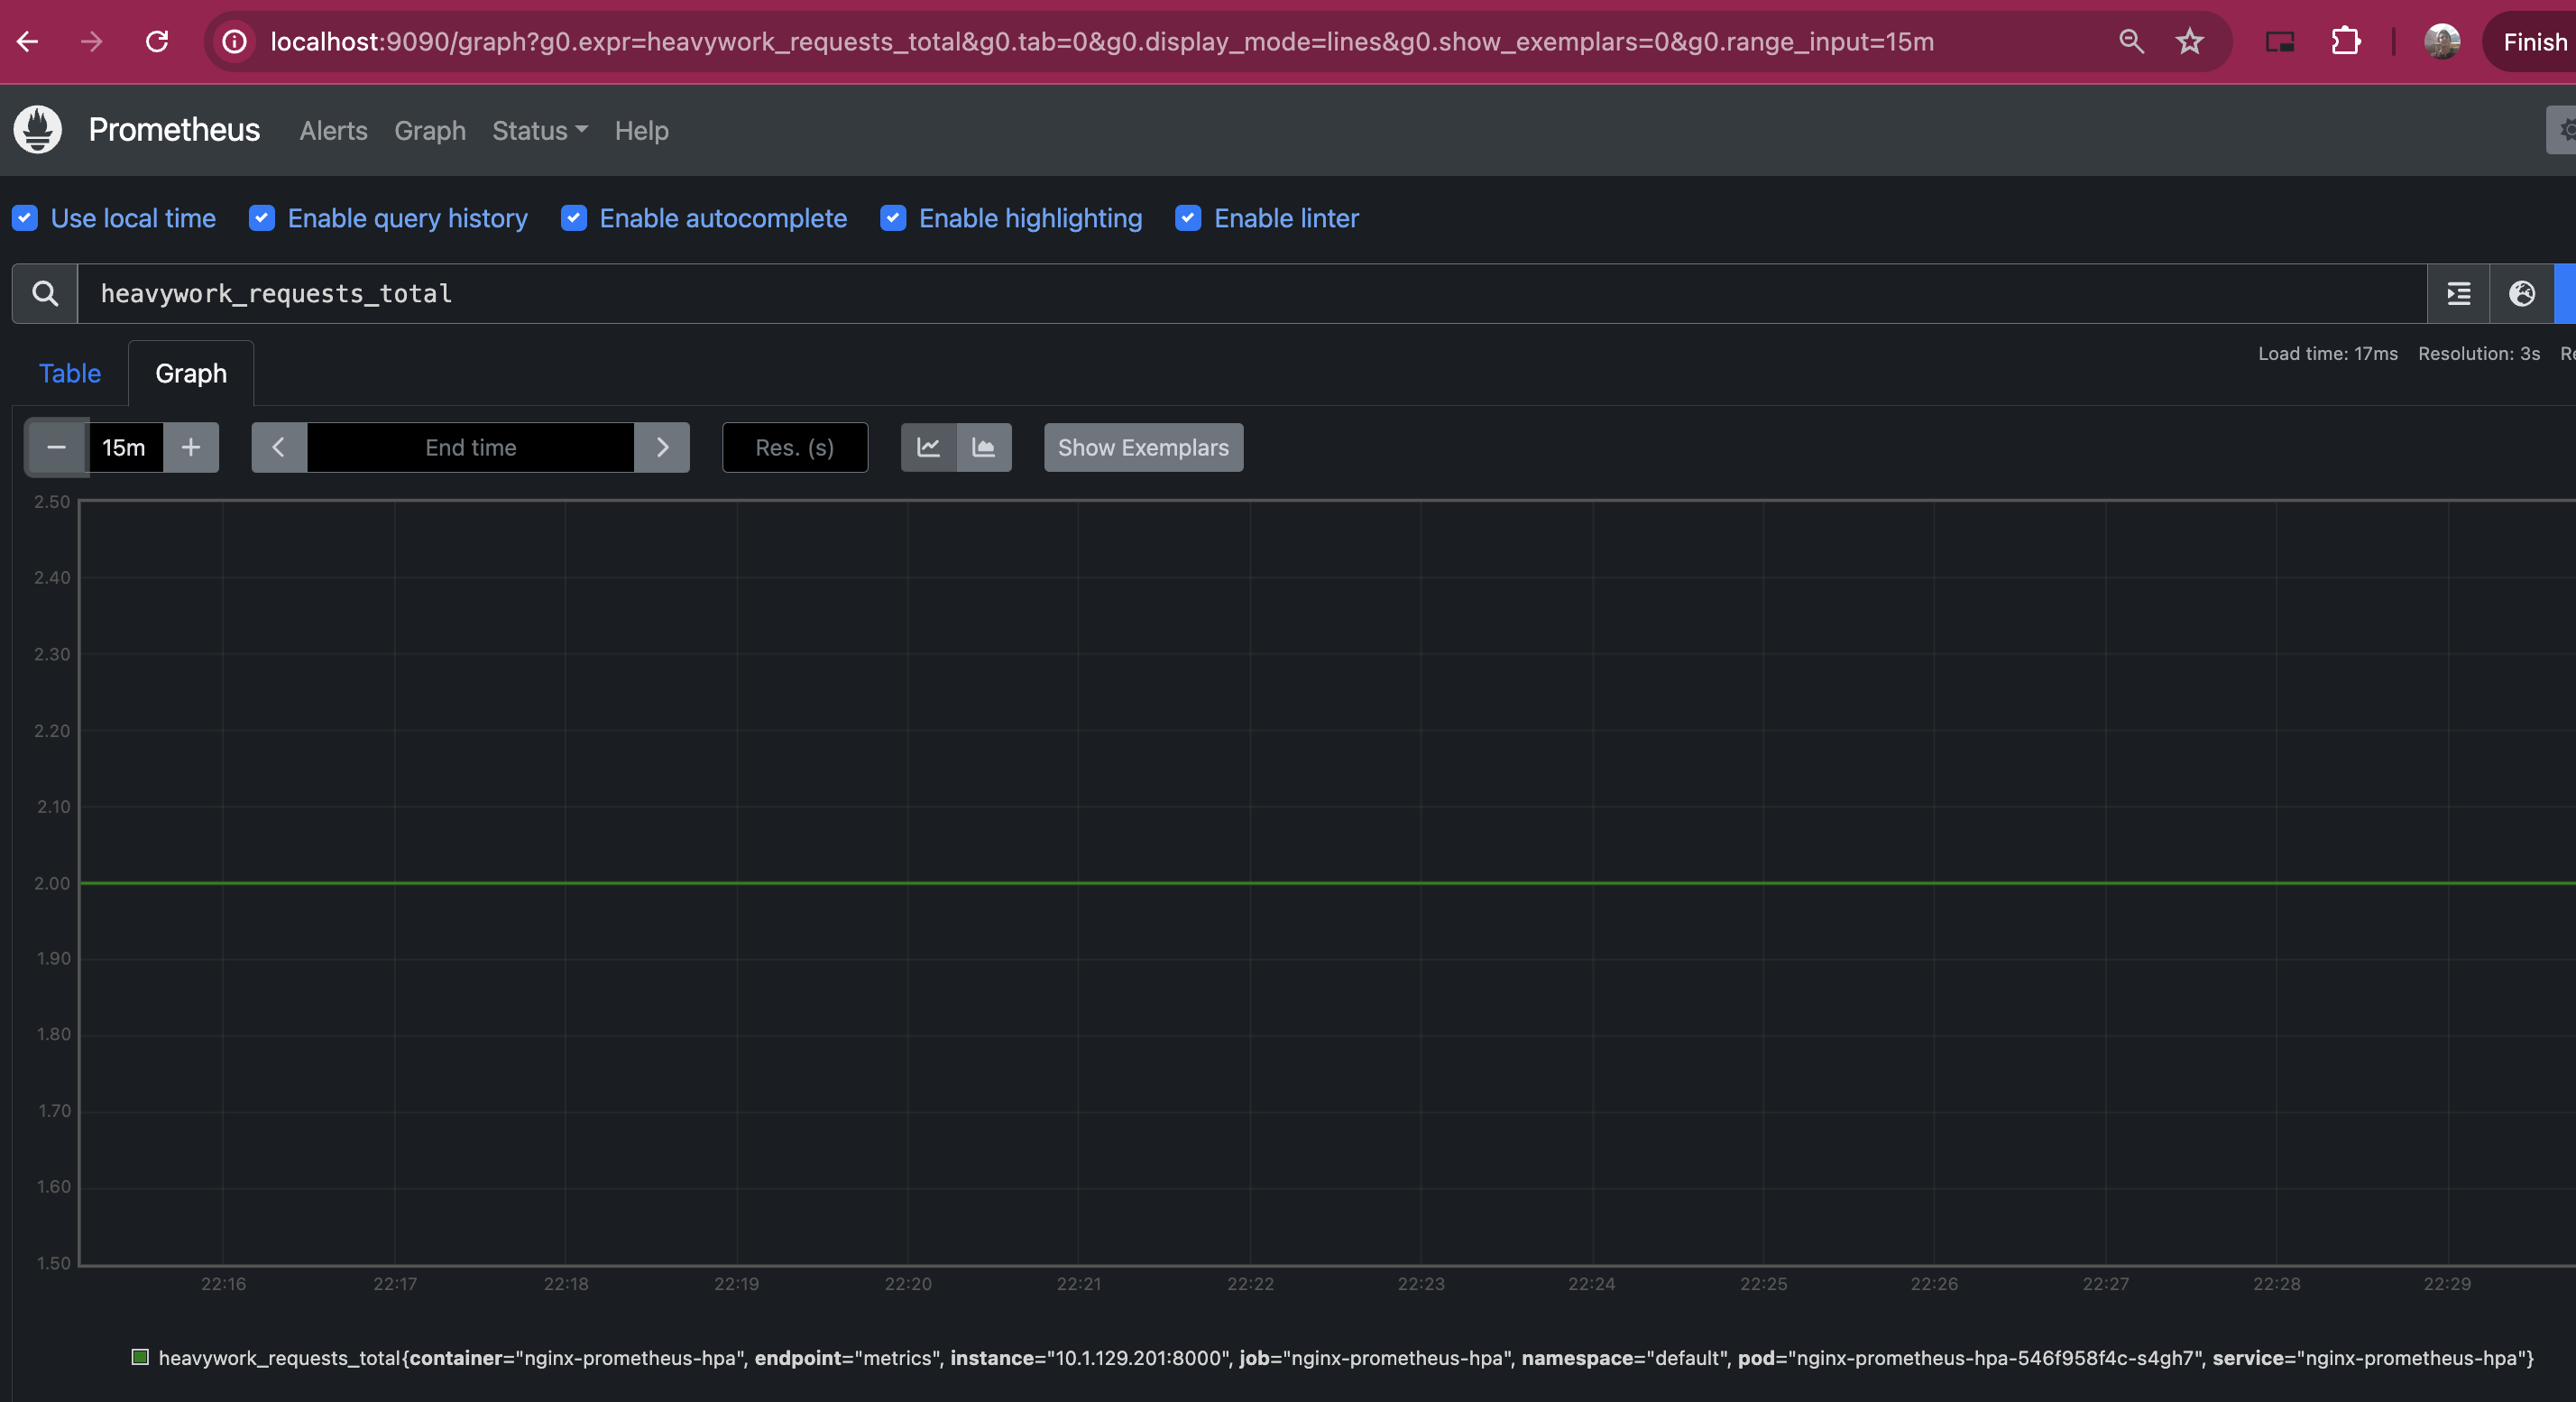 localhost:9090/graph?g0.expr=heavywork_requests_total&g0.tab=0&g0.display_mode=lines&g0.show_exemplars=0&g0.range_input=15m Finish
Prometheus Alerts Graph Status Help
Use local time Enable query history Enable autocomplete Enable highlighting Enable linter
heavywork_requests_total
Load time: 17ms Resolution: 3s
Table Graph
15m End time Res. (s) Show Exemplars
2.50
2.40
2.30
2.20
2.10
2.00
1.90
1.80
1.70
1.60
1.50
22:16 22:17 22:18 22:19 22:20 22:21 22:22 22:23 22:24 22:25 22:26 22:27 22:28 22:29
heavywork_requests_total{container="nginx-prometheus-hpa", endpoint="metrics", instance="10.1.129.201:8000", job="nginx-prometheus-hpa", namespace="default", pod="nginx-prometheus-hpa-546f958f4c-s4gh7", service="nginx-prometheus-hpa"}